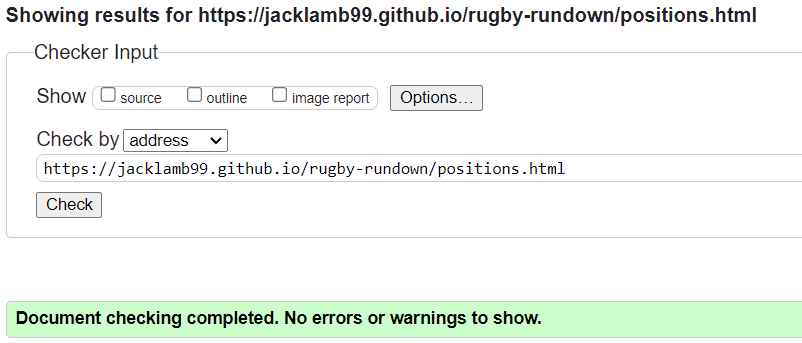 Showing results for https://jacklamb99.github.io/rugby-rundown/positions.html
Checker Input
Show source outline image report Options...
Check by address
https://jacklamb99.github.io/rugby-rundown/positions.html
Check
Document checking completed. No errors or warnings to show.